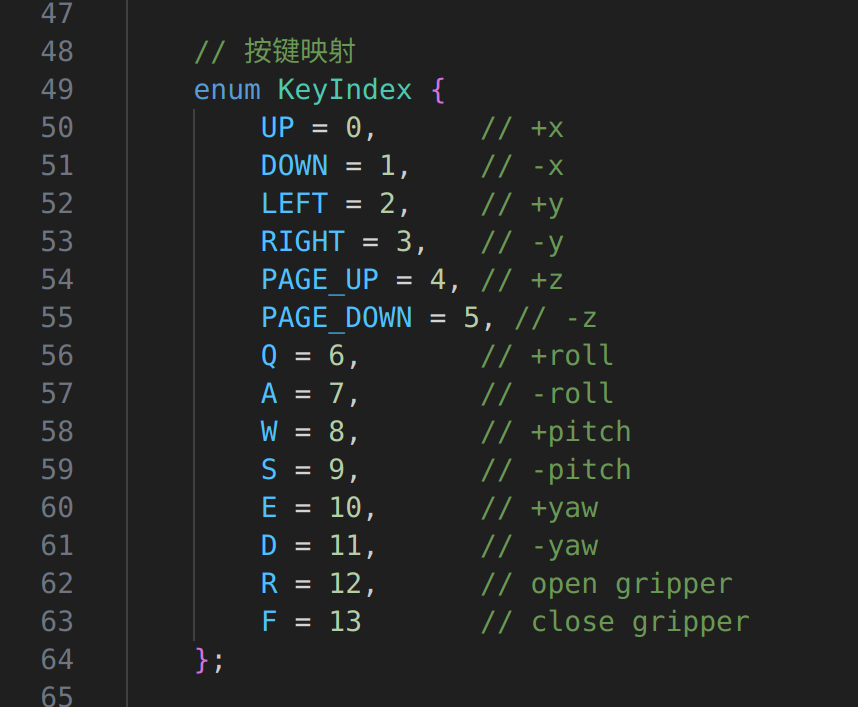 47
48 // 按键映射
49 enum KeyIndex {
50 UP = 0, // +x
51 DOWN = 1, // -x
52 LEFT = 2, // +y
53 RIGHT = 3, // -y
54 PAGE_UP = 4, // +z
55 PAGE_DOWN = 5, // -z
56 Q = 6, // +roll
57 A = 7, // -roll
58 W = 8, // +pitch
59 S = 9, // -pitch
60 E = 10, // +yaw
61 D = 11, // -yaw
62 R = 12, // open gripper
63 F = 13 // close gripper
64 };
65